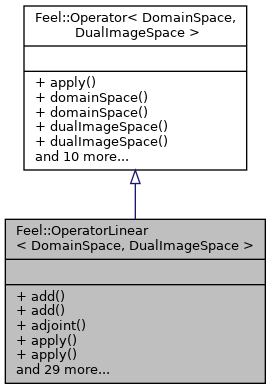 Feel::Operator< DomainSpace,
DualImageSpace >
+ apply()
+ domainSpace()
+ domainSpace()
+ dualImageSpace()
+ dualImageSpace()
and 10 more...
Feel::OperatorLinear
< DomainSpace, DualImageSpace >
+ add()
+ add()
+ adjoint()
+ apply()
+ apply()
and 29 more...